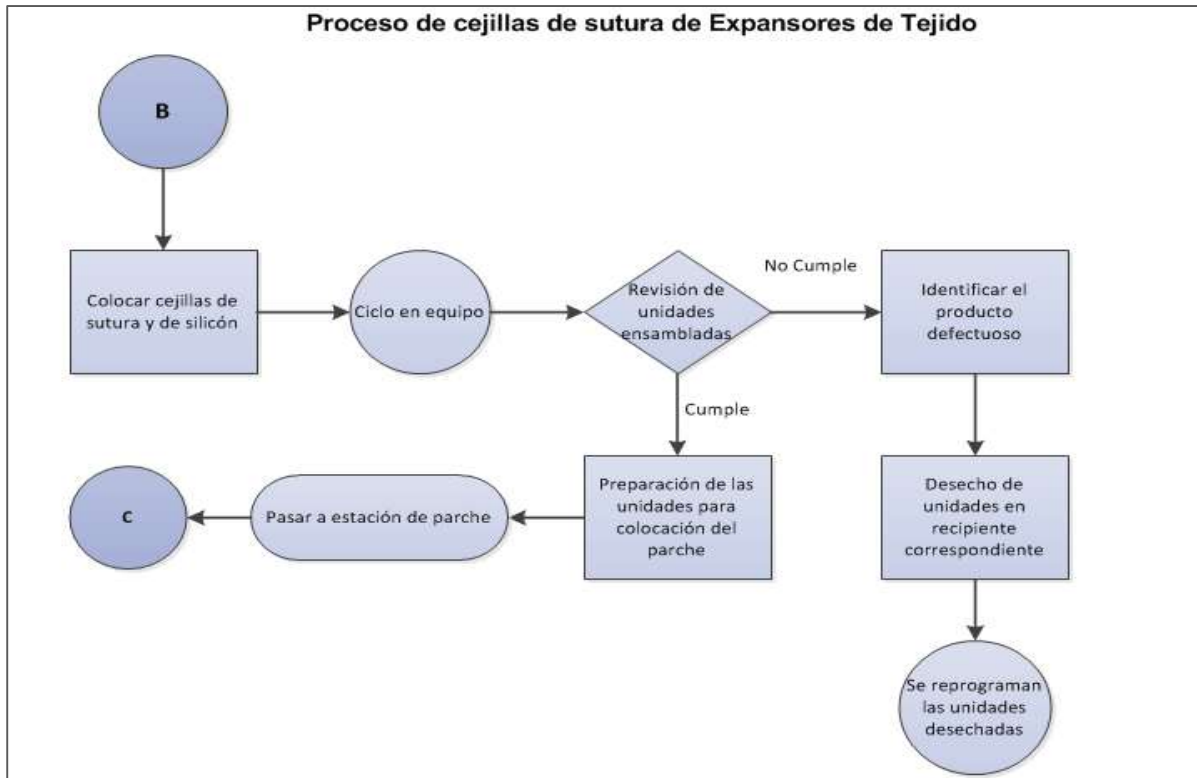 Proceso de cejillas de sutura de Expansores de Tejido
B
Colocar cejillas de
sutura y de silicón
Ciclo en equipo
Revisión de
unidades
ensambladas
No Cumple
Identificar el
producto
defectuoso
Cumple
C
Pasar a estación de parche
Preparación de las
unidades para
colocación del
parche
Desecho de
unidades en
recipiente
correspondiente
Se reprograman
las unidades
desechadas